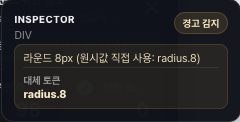 INSPECTOR
경고 감지
DIV
라운드 8px (원시값 직접 사용: radius.8)
대체 토큰
radius.8